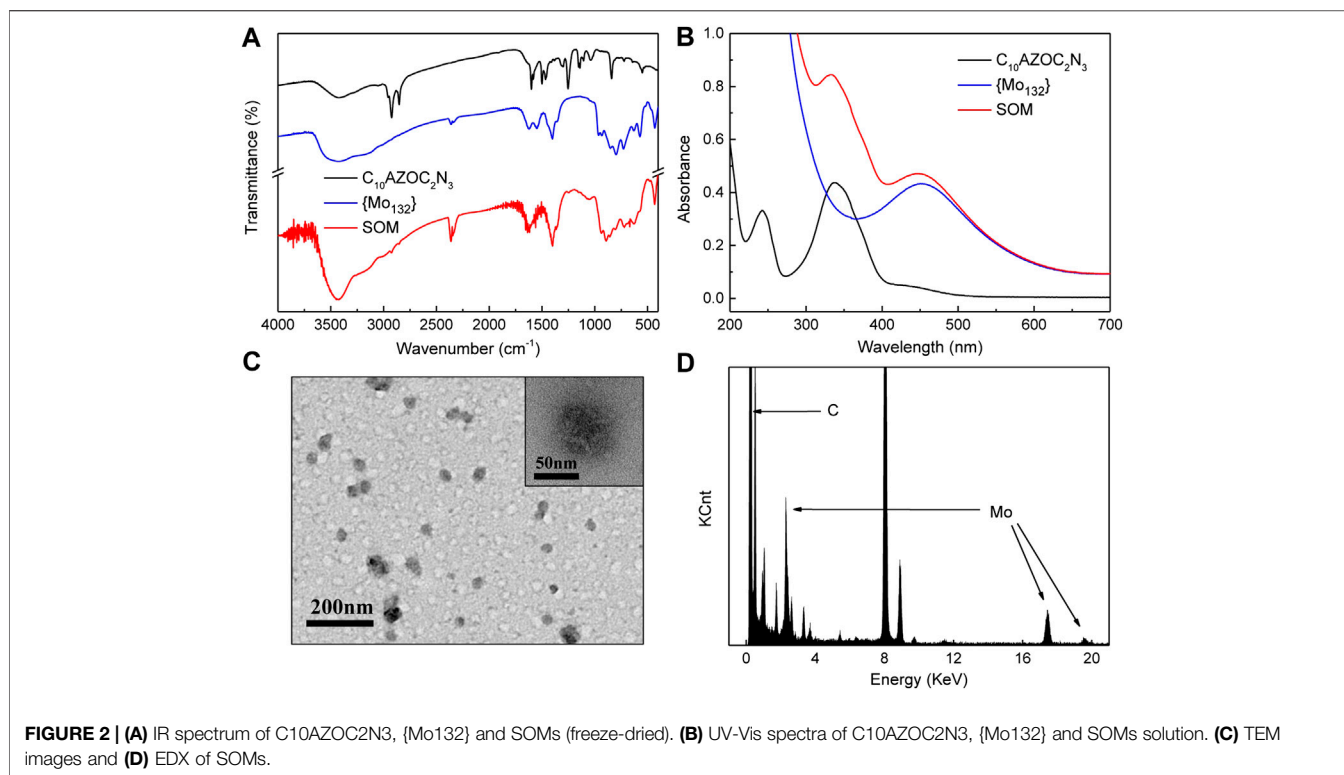 A
Transmittance (%)
C10AZOC2N3
{Mo132}
SOM
4000 3500 3000 2500 2000 1500 1000 500
Wavenumber (cm-1)
B
Absorbance
1.0
0.8
0.6
0.4
0.2
0.0
C10AZOC2N3
{Mo132}
SOM
200 300 400 500 600 700
Wavelength (nm)
C
50nm
200nm
D
KCnt
C
Mo
0 4 8 12 16 20
Energy (KeV)
FIGURE 2 | (A) IR spectrum of C10AZOC2N3, {Mo132} and SOMs (freeze-dried). (B) UV-Vis spectra of C10AZOC2N3, {Mo132} and SOMs solution. (C) TEM
images and (D) EDX of SOMs.